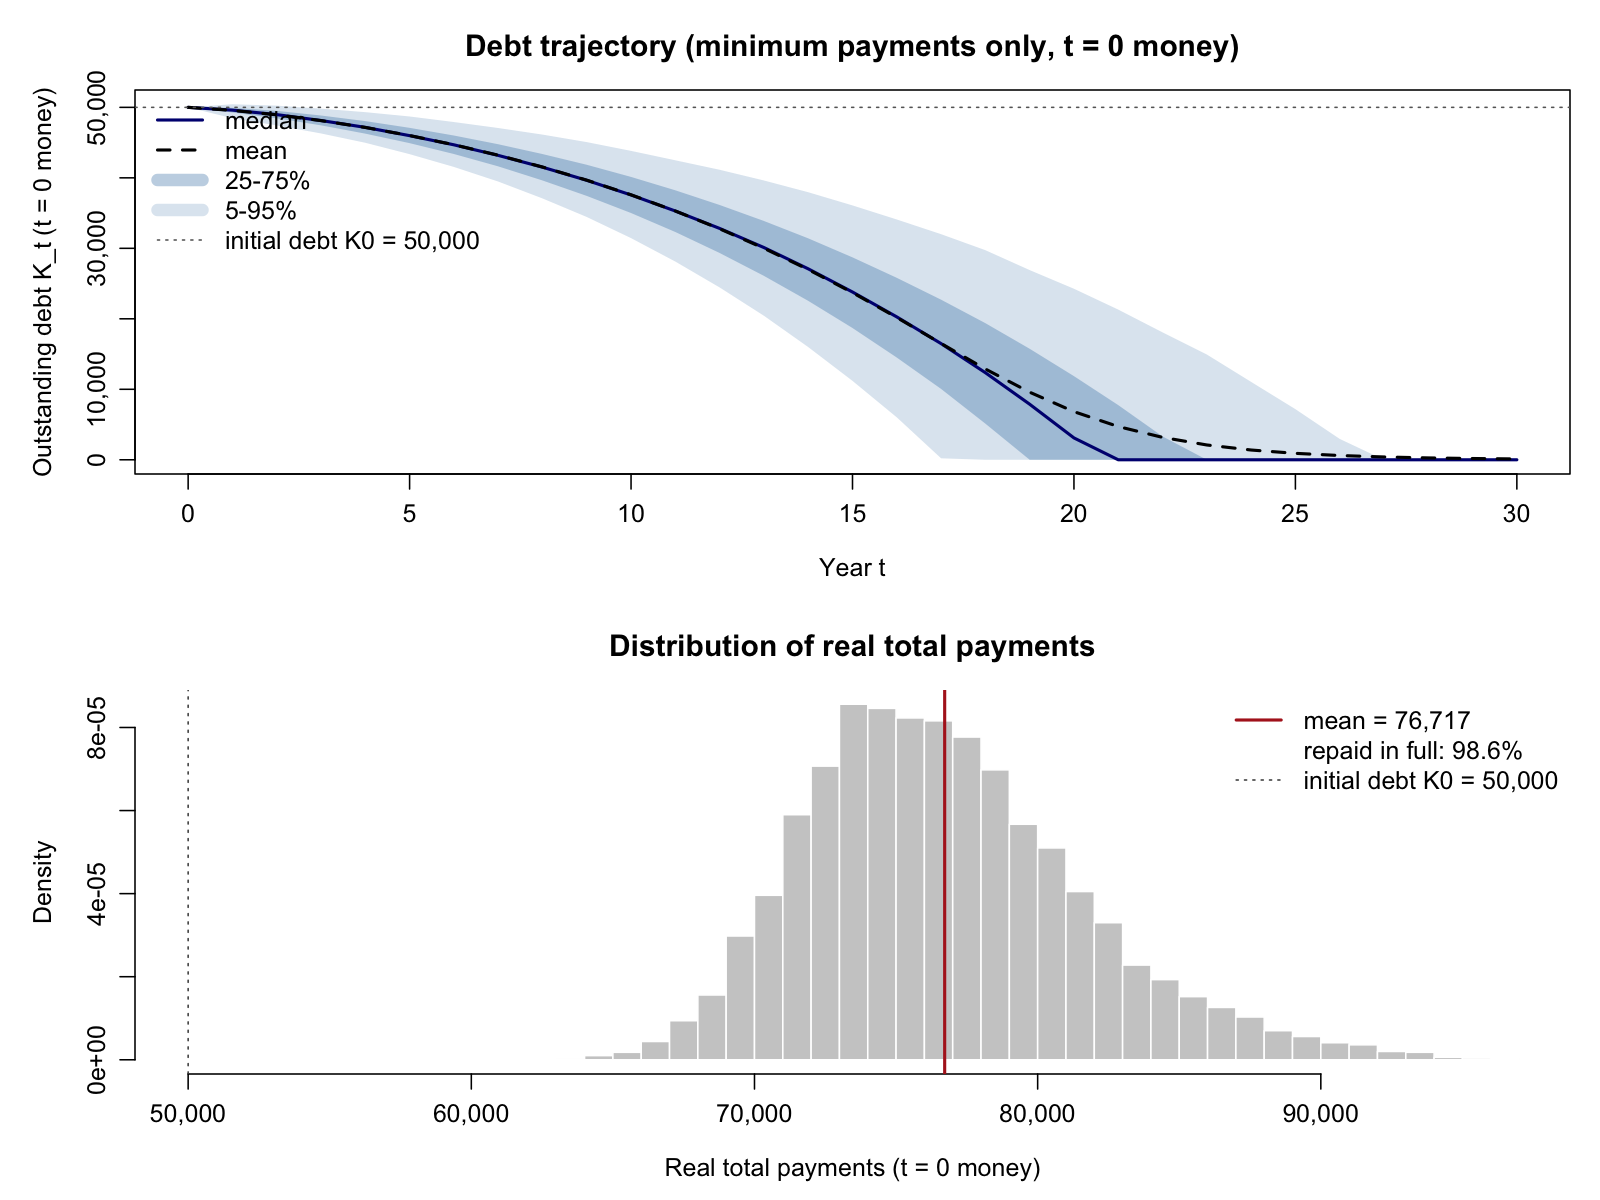 Debt trajectory (minimum payments only, t = 0 money)
Outstanding debt K_t (t = 0 money)
50,000
30,000
10,000
0
median
mean
25-75%
5-95%
initial debt K0 = 50,000
0 5 10 15 20 25 30
Year t
Distribution of real total payments
Density
8e-05
4e-05
0e+00
mean = 76,717
repaid in full: 98.6%
initial debt K0 = 50,000
50,000 60,000 70,000 80,000 90,000
Real total payments (t = 0 money)